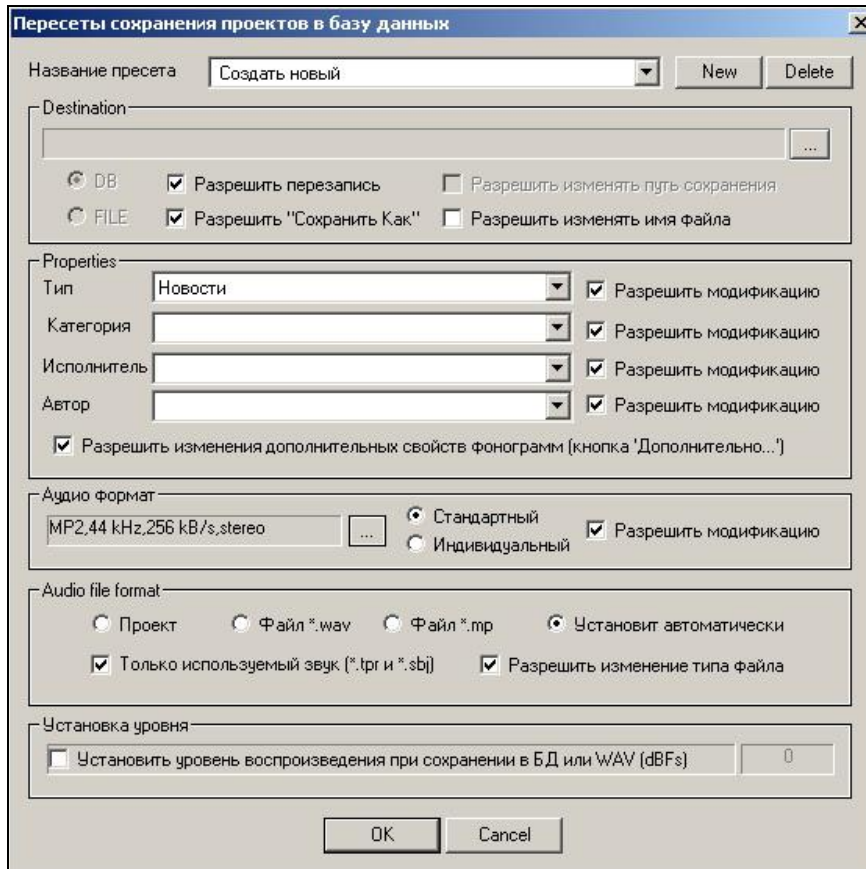 Пересеты сохранения проектов в базу данных
Название пресета Создать новый New Delete
Destination
...
DB Разрешить перезапись Разрешить изменять путь сохранения
FILE Разрешить "Сохранить Как" Разрешить изменять имя файла
Properties
Тип Новости Разрешить модификацию
Категория Разрешить модификацию
Исполнитель Разрешить модификацию
Автор Разрешить модификацию
Разрешить изменения дополнительных свойств фонограмм (кнопка 'Дополнительно...')
Аудио формат
MP2,44 kHz,256 kB/s,stereo ... Стандартный Разрешить модификацию
Индивидуальный
Audio file format
Проект Файл *.wav Файл *.mp Установит автоматически
Только используемый звук (*.tpr и *.sbj) Разрешить изменение типа файла
Установка уровня
Установить уровень воспроизведения при сохранении в БД или WAV (dBFs) 0
OK Cancel